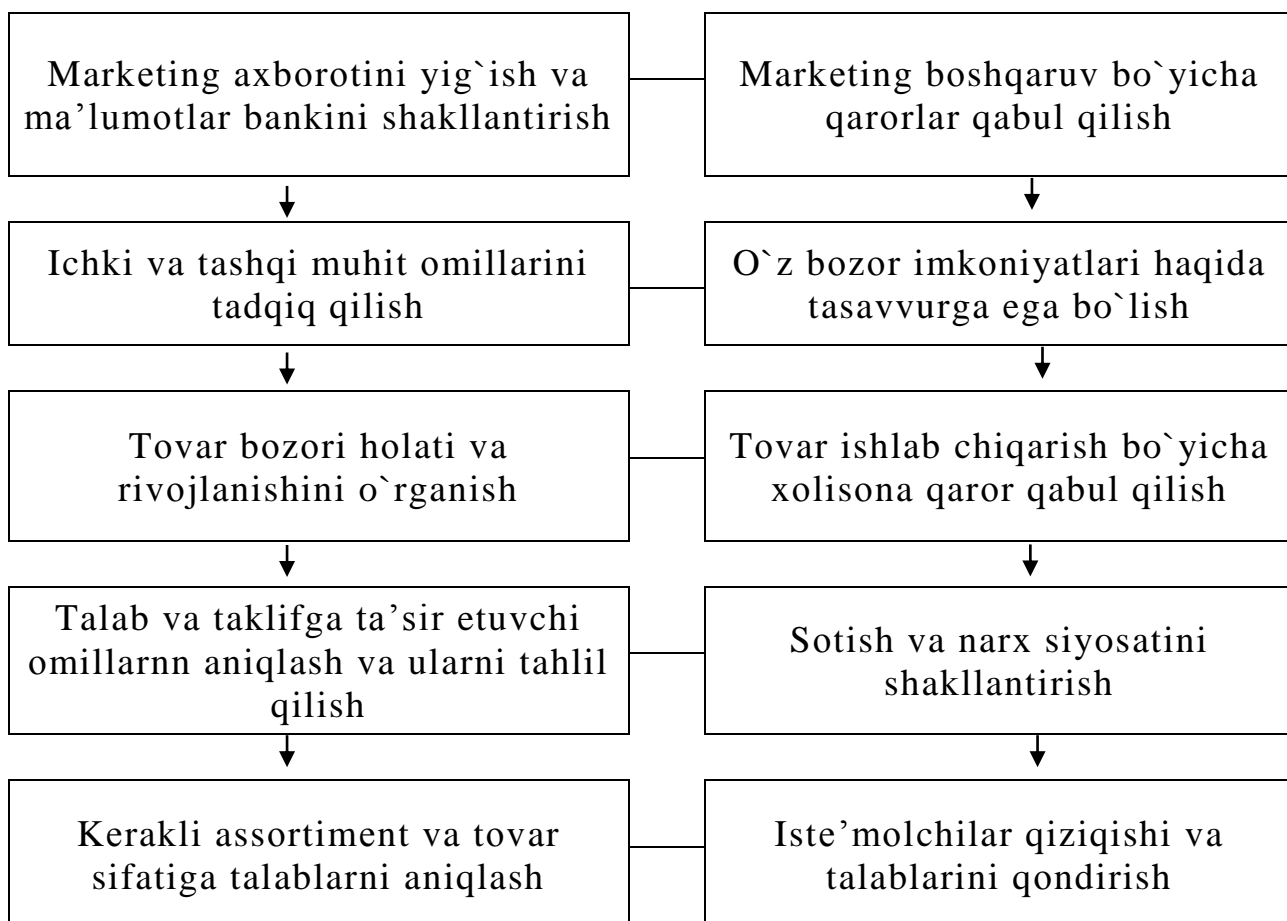 Marketing axborotini yig`ish va
ma’lumotlar bankini shakllantirish
Marketing boshqaruv bo`yicha
qarorlar qabul qilish
Ichki va tashqi muhit omillarini
tadqiq qilish
O`z bozor imkoniyatlari haqida
tasavvurga ega bo`lish
Tovar bozori holati va
rivojlanishini o`rganish
Tovar ishlab chiqarish bo`yicha
xolisona qaror qabul qilish
Talab va taklifga ta’sir etuvchi
omillarnn aniqlash va ularni tahlil
qilish
Sotish va narx siyosatini
shakllantirish
Kerakli assortiment va tovar
sifatiga talablarni aniqlash
Iste’molchilar qiziqishi va
talablarini qondirish